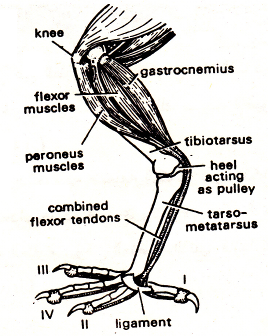 knee
gastrocnemius
flexor
muscles
tibiotarsus
peroneus
muscles
heel
acting
as pulley
combined
flexor tendons
tarso-
metatarsus
III
I
IV
II
ligament